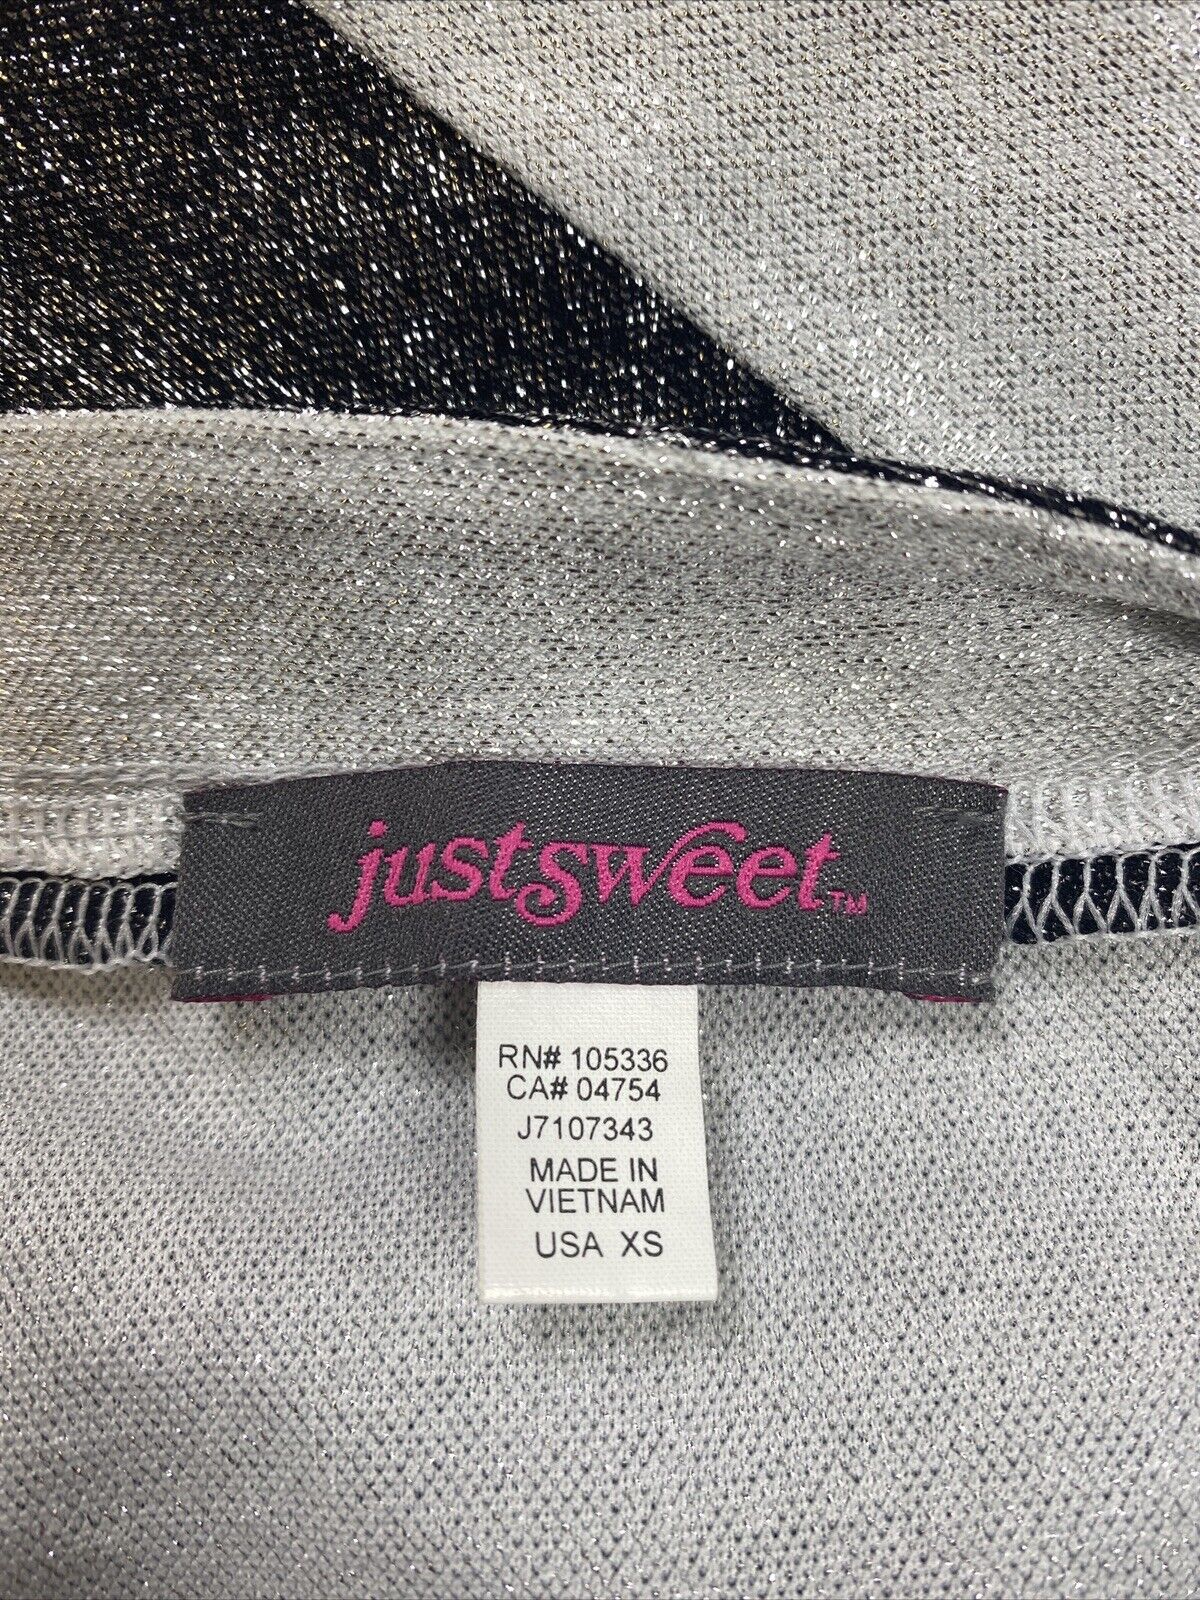 justsweet™
RN# 105336
CA# 04754
J7107343
MADE IN
VIETNAM
USA XS